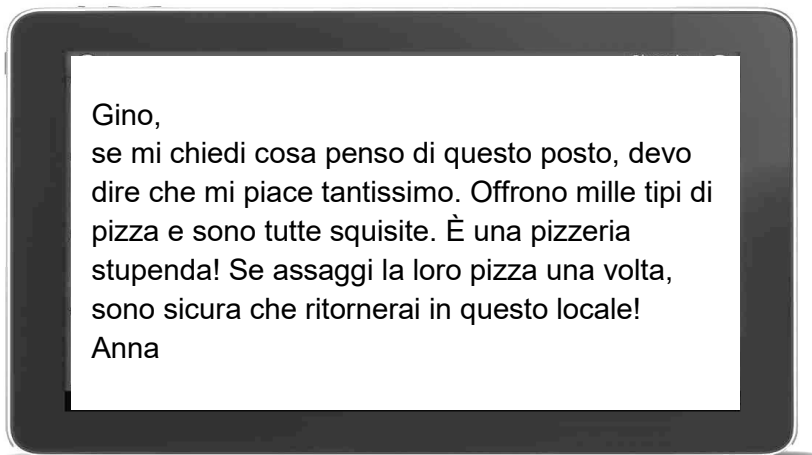 Gino,
se mi chiedi cosa penso di questo posto, devo
dire che mi piace tantissimo. Offrono mille tipi di
pizza e sono tutte squisite. È una pizzeria
stupenda! Se assaggi la loro pizza una volta,
sono sicura che ritornerai in questo locale!
Anna